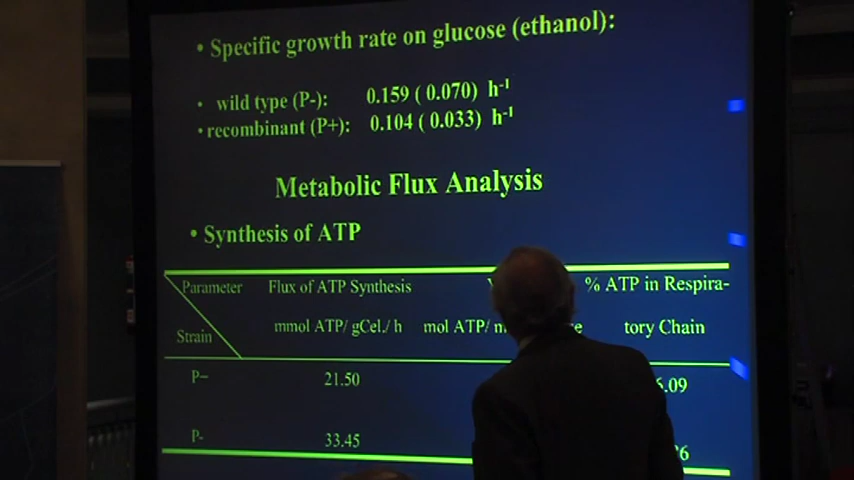 • Specific growth rate on glucose (ethanol):
• wild type (P-): 0.159 ( 0.070) h-1
• recombinant (P+): 0.104 ( 0.033) h-1
Metabolic Flux Analysis
• Synthesis of ATP
Parameter Flux of ATP Synthesis % ATP in Respira-
Strain mmol ATP/ gCel./ h mol ATP/ tory Chain
P– 21.50
P- 33.45